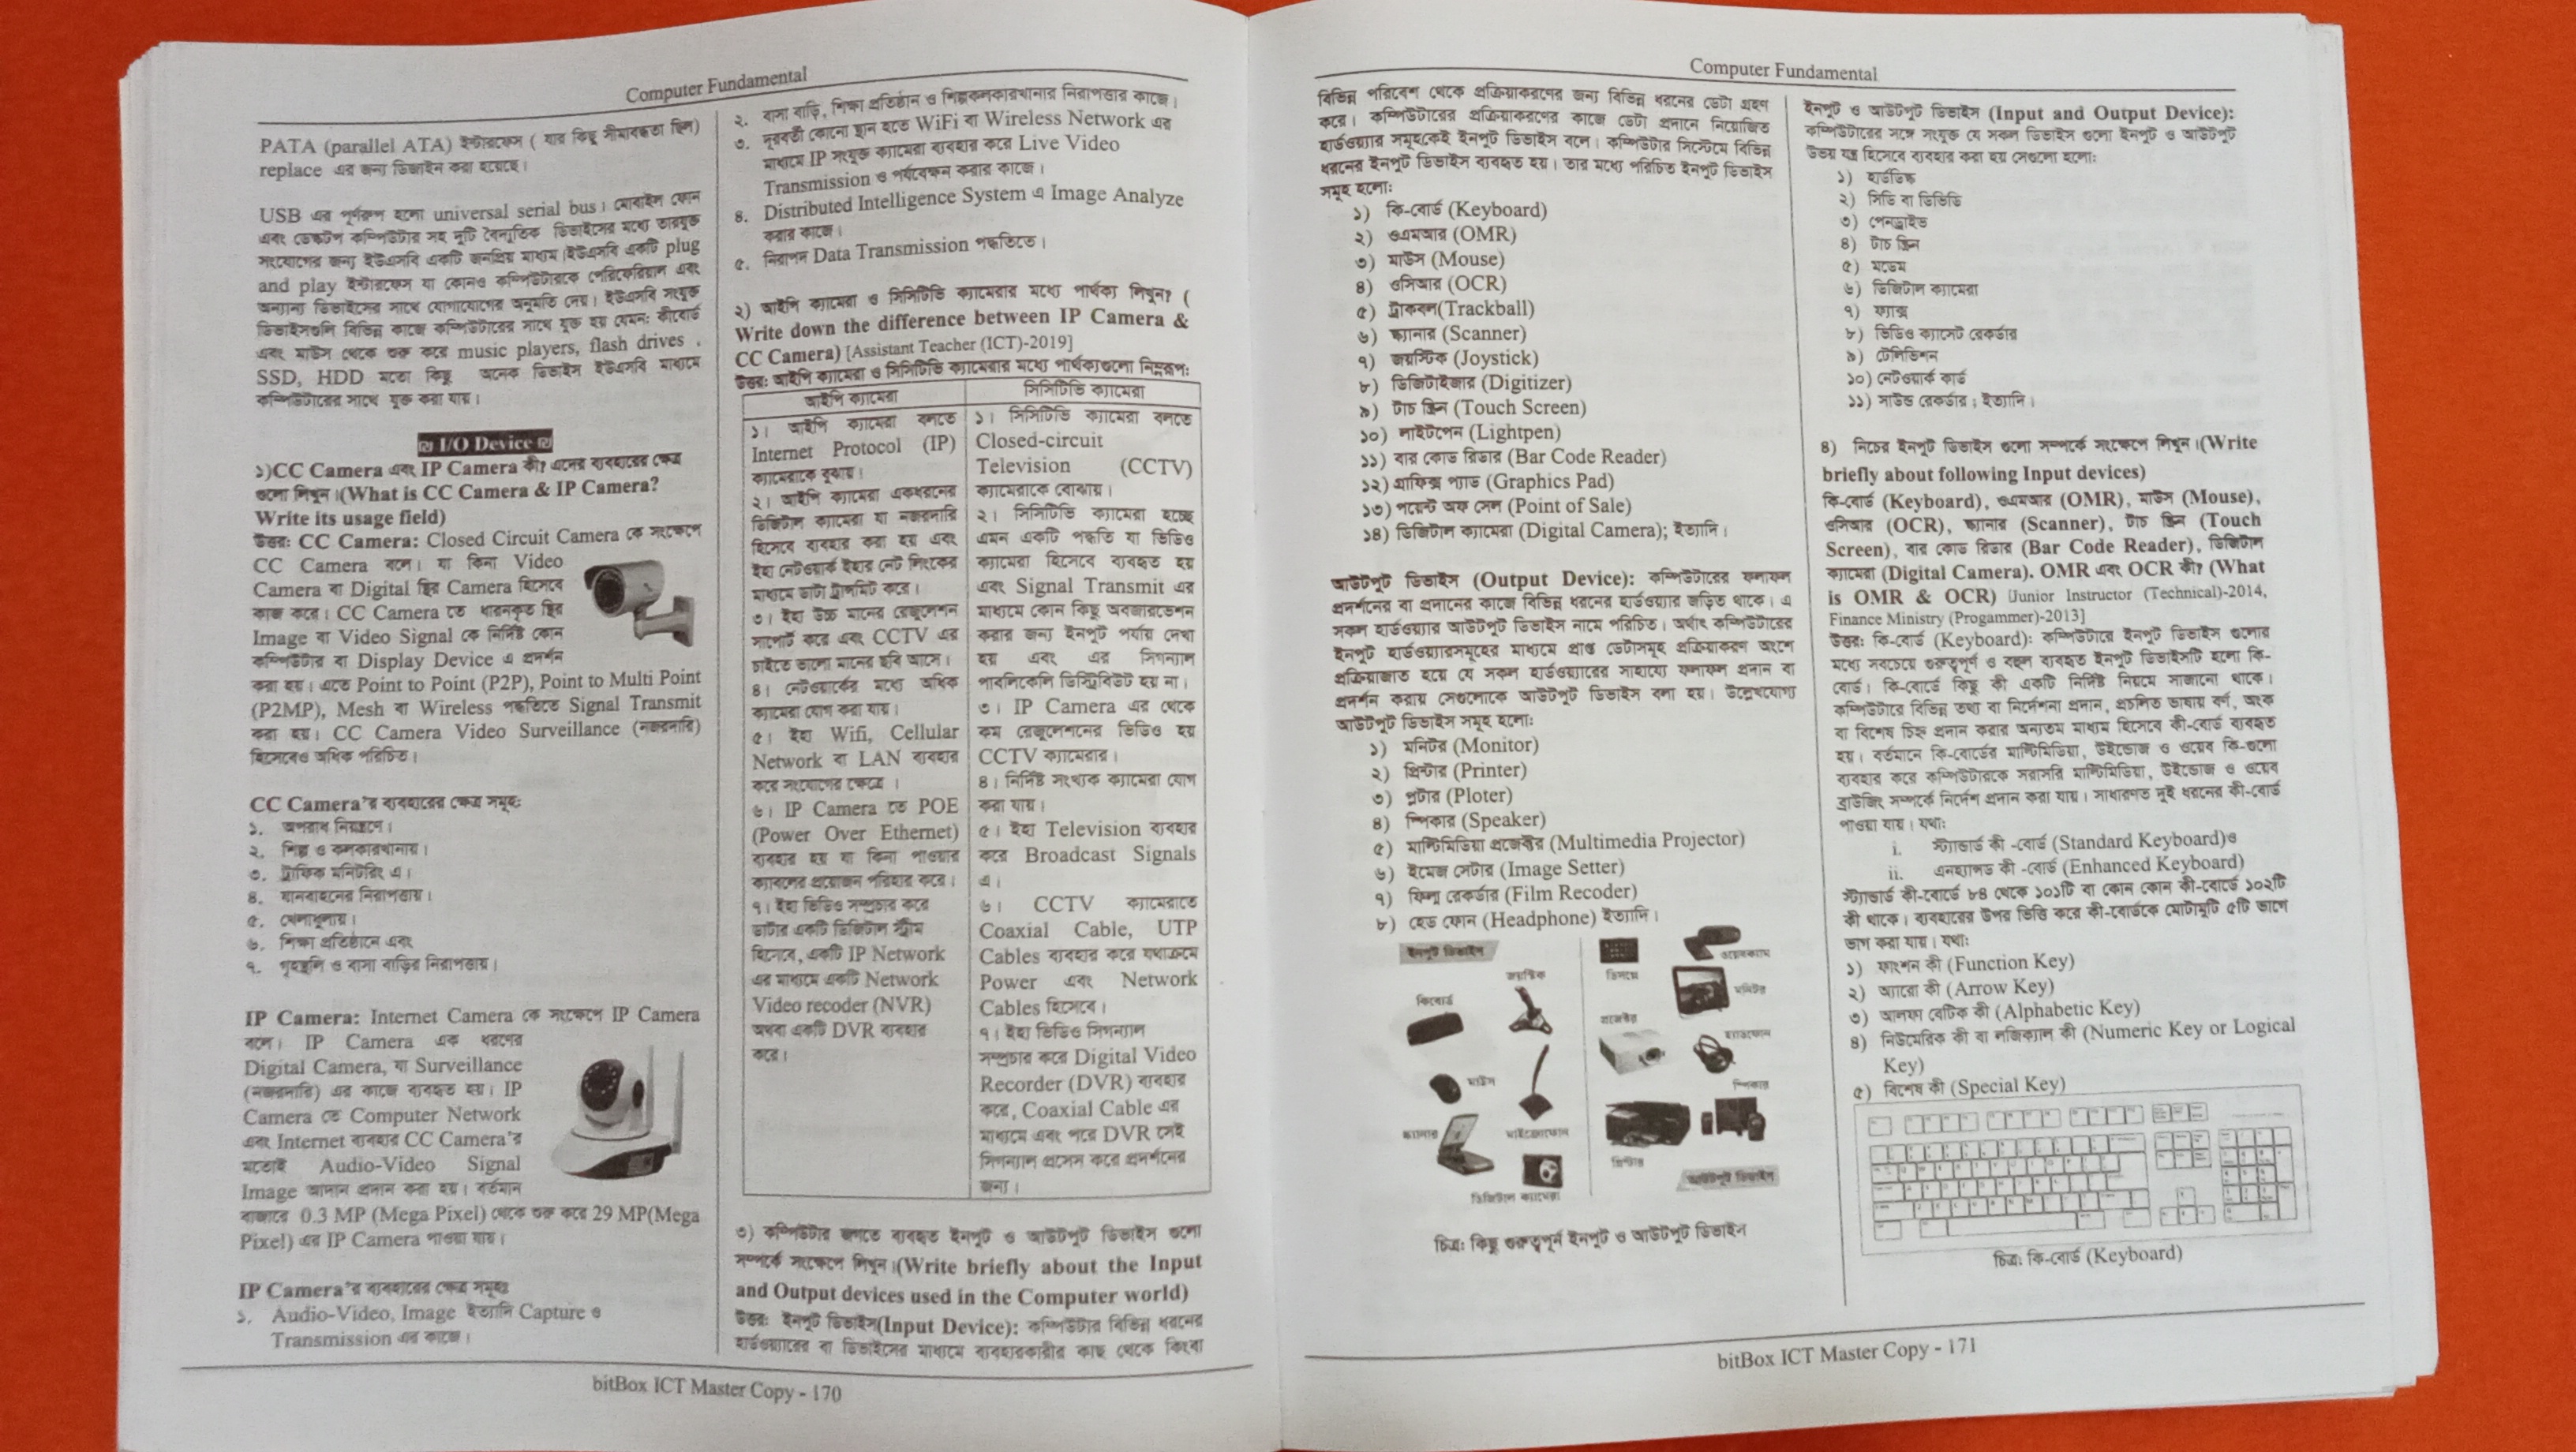 Computer Fundamental
PATA (parallel ATA) ইন্টারফেস ( যার কিছু সীমাবদ্ধতা ছিল)
replace এর জন্য ডিজাইন করা হয়েছে।
USB এর পূর্ণরূপ হলো universal serial bus। মোবাইল ফোন
এবং ডেস্কটপ কম্পিউটার সহ দুটি বৈদ্যুতিক ডিভাইসের মধ্যে তারযুক্ত
সংযোগের জন্য ইউএসবি একটি জনপ্রিয় মাধ্যম।ইউএসবি একটি plug
and play ইন্টারফেস যা কোনও কম্পিউটারকে পেরিফেরিয়াল এবং
অন্যান্য ডিভাইসের সাথে যোগাযোগের অনুমতি দেয়। ইউএসবি সংযুক্ত
ডিভাইসগুলি বিভিন্ন কাজে কম্পিউটারের সাথে যুক্ত হয় যেমন: কীবোর্ড
এবং মাউস থেকে শুরু করে music players, flash drives ,
SSD, HDD মতো কিছু অনেক ডিভাইস ইউএসবি মাধ্যমে
কম্পিউটারের সাথে যুক্ত করা যায়।
I/O Device
১)CC Camera এবং IP Camera কী? এদের ব্যবহারের ক্ষেত্র
গুলো লিখুন।(What is CC Camera & IP Camera?
Write its usage field)
উত্তর: CC Camera: Closed Circuit Camera কে সংক্ষেপে
CC Camera বলে। যা কিনা Video
Camera বা Digital স্থির Camera হিসেবে
কাজ করে। CC Camera তে ধারনকৃত স্থির
Image বা Video Signal কে নির্দিষ্ট কোন
কম্পিউটার বা Display Device এ প্রদর্শন
করা হয়। এতে Point to Point (P2P), Point to Multi Point
(P2MP), Mesh বা Wireless পদ্ধতিতে Signal Transmit
করা হয়। CC Camera Video Surveillance (নজরদারি)
হিসেবেও অধিক পরিচিত।
CC Camera'র ব্যবহারের ক্ষেত্র সমূহ:
১. অপরাধ নিয়ন্ত্রণে।
২. শিল্প ও কলকারখানায়।
৩. ট্রাফিক মনিটরিং এ।
৪. যানবাহনের নিরাপত্তায়।
৫. খেলাধুলায়।
৬. শিক্ষা প্রতিষ্ঠানে এবং
৭. গৃহস্থলি ও বাসা বাড়ির নিরাপত্তায়।
IP Camera: Internet Camera কে সংক্ষেপে IP Camera
বলে। IP Camera এক ধরণের
Digital Camera, যা Surveillance
(নজরদারি) এর কাজে ব্যবহৃত হয়। IP
Camera তে Computer Network
এবং Internet ব্যবহার CC Camera'র
মতোই Audio-Video Signal
Image আদান প্রদান করা হয়। বর্তমান
বাজারে 0.3 MP (Mega Pixel) থেকে শুরু করে 29 MP(Mega
Pixel) এর IP Camera পাওয়া যায়।
IP Camera'র ব্যবহারের ক্ষেত্র সমূহঃ
১. Audio-Video, Image ইত্যাদি Capture ও
Transmission এর কাজে।
২. বাসা বাড়ি, শিক্ষা প্রতিষ্ঠান ও শিল্পকলকারখানার নিরাপত্তার কাজে।
৩. দূরবর্তী কোনো স্থান হতে WiFi বা Wireless Network এর
মাধ্যমে IP সংযুক্ত ক্যামেরা ব্যবহার করে Live Video
Transmission ও পর্যবেক্ষন করার কাজে।
৪. Distributed Intelligence System এ Image Analyze
করার কাজে।
৫. নিরাপদ Data Transmission পদ্ধতিতে।
২) আইপি ক্যামেরা ও সিসিটিভি ক্যামেরার মধ্যে পার্থক্য লিখুন? (
Write down the difference between IP Camera &
CC Camera) [Assistant Teacher (ICT)-2019]
উত্তর: আইপি ক্যামেরা ও সিসিটিভি ক্যামেরার মধ্যে পার্থক্যগুলো নিম্নরূপ:
আইপি ক্যামেরা
১। আইপি ক্যামেরা বলতে
Internet Protocol (IP)
ক্যামেরাকে বুঝায়।
২। আইপি ক্যামেরা একধরনের
ডিজিটাল ক্যামেরা যা নজরদারি
হিসেবে ব্যবহার করা হয় এবং
ইহা নেটওয়ার্ক ইহার নেট লিংকের
মাধ্যমে ডাটা ট্রান্সমিট করে।
৩। ইহা উচ্চ মানের রেজুলেশন
সাপোর্ট করে এবং CCTV এর
চাইতে ভালো মানের ছবি আসে।
৪। নেটওয়ার্কের মধ্যে অধিক
ক্যামেরা যোগ করা যায়।
৫। ইহা Wifi, Cellular
Network বা LAN ব্যবহার
করে সংযোগের ক্ষেত্রে ।
৬। IP Camera তে POE
(Power Over Ethernet)
ব্যবহার হয় যা কিনা পাওয়ার
ক্যাবলের প্রয়োজন পরিহার করে।
৭। ইহা ভিডিও সম্প্রচার করে
ডাটার একটি ডিজিটাল স্ট্রীম
হিসেবে, একটি IP Network
এর মাধ্যমে একটি Network
Video recoder (NVR)
অথবা একটি DVR ব্যবহার
করে।
সিসিটিভি ক্যামেরা
১। সিসিটিভি ক্যামেরা বলতে
Closed-circuit
Television (CCTV)
ক্যামেরাকে বোঝায়।
২। সিসিটিভি ক্যামেরা হচ্ছে
এমন একটি পদ্ধতি যা ভিডিও
ক্যামেরা হিসেবে ব্যবহৃত হয়
এবং Signal Transmit এর
মাধ্যমে কোন কিছু অবজারভেশন
করার জন্য ইনপুট পর্যায় দেখা
হয় এবং এর সিগন্যাল
পাবলিকেলি ডিস্ট্রিবিউট হয় না।
৩। IP Camera এর থেকে
কম রেজুলেশনের ভিডিও হয়
CCTV ক্যামেরার।
৪। নির্দিষ্ট সংখ্যক ক্যামেরা যোগ
করা যায়।
৫। ইহা Television ব্যবহার
করে Broadcast Signals
এ।
৬। CCTV ক্যামেরাতে
Coaxial Cable, UTP
Cables ব্যবহার করে যথাক্রমে
Power এবং Network
Cables হিসেবে।
৭। ইহা ভিডিও সিগন্যাল
সম্প্রচার করে Digital Video
Recorder (DVR) ব্যবহার
করে, Coaxial Cable এর
মাধ্যমে এবং পরে DVR সেই
সিগন্যাল প্রসেস করে প্রদর্শনের
জন্য।
৩) কম্পিউটার জগতে ব্যবহৃত ইনপুট ও আউটপুট ডিভাইস গুলো
সম্পর্কে সংক্ষেপে লিখুন।(Write briefly about the Input
and Output devices used in the Computer world)
উত্তর: ইনপুট ডিভাইস(Input Device): কম্পিউটার বিভিন্ন ধরনের
হার্ডওয়্যারের বা ডিভাইসের মাধ্যমে ব্যবহারকারীর কাছ থেকে কিংবা
bitBox ICT Master Copy - 170
Computer Fundamental
বিভিন্ন পরিবেশ থেকে প্রক্রিয়াকরণের জন্য বিভিন্ন ধরনের ডেটা গ্রহণ
করে। কম্পিউটারের প্রক্রিয়াকরণের কাজে ডেটা প্রদানে নিয়োজিত
হার্ডওয়্যার সমূহকেই ইনপুট ডিভাইস বলে। কম্পিউটার সিস্টেমে বিভিন্ন
ধরনের ইনপুট ডিভাইস ব্যবহৃত হয়। তার মধ্যে পরিচিত ইনপুট ডিভাইস
সমূহ হলো:
১) কি-বোর্ড (Keyboard)
২) ওএমআর (OMR)
৩) মাউস (Mouse)
৪) ওসিআর (OCR)
৫) ট্রাকবল(Trackball)
৬) স্ক্যানার (Scanner)
৭) জয়স্টিক (Joystick)
৮) ডিজিটাইজার (Digitizer)
৯) টাচ স্ক্রিন (Touch Screen)
১০) লাইটপেন (Lightpen)
১১) বার কোড রিডার (Bar Code Reader)
১২) গ্রাফিক্স প্যাড (Graphics Pad)
১৩) পয়েন্ট অফ সেল (Point of Sale)
১৪) ডিজিটাল ক্যামেরা (Digital Camera); ইত্যাদি।
আউটপুট ডিভাইস (Output Device): কম্পিউটারের ফলাফল
প্রদর্শনের বা প্রদানের কাজে বিভিন্ন ধরনের হার্ডওয়্যার জড়িত থাকে। এ
সকল হার্ডওয়্যার আউটপুট ডিভাইস নামে পরিচিত। অর্থাৎ কম্পিউটারের
ইনপুট হার্ডওয়্যারসমূহের মাধ্যমে প্রাপ্ত ডেটাসমূহ প্রক্রিয়াকরণ অংশে
প্রক্রিয়াজাত হয়ে যে সকল হার্ডওয়্যারের সাহায্যে ফলাফল প্রদান বা
প্রদর্শন করায় সেগুলোকে আউটপুট ডিভাইস বলা হয়। উল্লেখযোগ্য
আউটপুট ডিভাইস সমূহ হলো:
১) মনিটর (Monitor)
২) প্রিন্টার (Printer)
৩) প্লটার (Ploter)
৪) স্পিকার (Speaker)
৫) মাল্টিমিডিয়া প্রজেক্টর (Multimedia Projector)
৬) ইমেজ সেটার (Image Setter)
৭) ফিল্ম রেকর্ডার (Film Recoder)
৮) হেড ফোন (Headphone) ইত্যাদি।
ইনপুট ডিভাইস
কিবোর্ড
জয়স্টিক
মাউস
স্ক্যানার
মাইক্রোফোন
ডিজিটাল ক্যামেরা
ওয়েবক্যাম
মনিটর
প্রজেক্টর
হ্যাডফোন
স্পিকার
প্রিন্টার
আউটপুট ডিভাইস
চিত্র: কিছু গুরুত্বপূর্ন ইনপুট ও আউটপুট ডিভাইস
ইনপুট ও আউটপুট ডিভাইস (Input and Output Device):
কম্পিউটারের সঙ্গে সংযুক্ত যে সকল ডিভাইস গুলো ইনপুট ও আউটপুট
উভয় যন্ত্র হিসেবে ব্যবহার করা হয় সেগুলো হলো:
১) হার্ডডিস্ক
২) সিডি বা ডিভিডি
৩) পেনড্রাইভ
৪) টাচ স্ক্রিন
৫) মডেম
৬) ডিজিটাল ক্যামেরা
৭) ফ্যাক্স
৮) ভিডিও ক্যাসেট রেকর্ডার
৯) টেলিভিশন
১০) নেটওয়ার্ক কার্ড
১১) সাউন্ড রেকর্ডার ; ইত্যাদি।
৪) নিচের ইনপুট ডিভাইস গুলো সম্পর্কে সংক্ষেপে লিখুন।(Write
briefly about following Input devices)
কি-বোর্ড (Keyboard), ওএমআর (OMR), মাউস (Mouse),
ওসিআর (OCR), স্ক্যানার (Scanner), টাচ স্ক্রিন (Touch
Screen), বার কোড রিডার (Bar Code Reader), ডিজিটাল
ক্যামেরা (Digital Camera). OMR এবং OCR কী? (What
is OMR & OCR) [Junior Instructor (Technical)-2014,
Finance Ministry (Progammer)-2013]
উত্তর: কি-বোর্ড (Keyboard): কম্পিউটারে ইনপুট ডিভাইস গুলোর
মধ্যে সবচেয়ে গুরুত্বপূর্ণ ও বহুল ব্যবহৃত ইনপুট ডিভাইসটি হলো কি-
বোর্ড। কি-বোর্ডে কিছু কী একটি নির্দিষ্ট নিয়মে সাজানো থাকে।
কম্পিউটারে বিভিন্ন তথ্য বা নির্দেশনা প্রদান, প্রচলিত ভাষায় বর্ণ, অংক
বা বিশেষ চিহ্ন প্রদান করার অন্যতম মাধ্যম হিসেবে কী-বোর্ড ব্যবহৃত
হয়। বর্তমানে কি-বোর্ডের মাল্টিমিডিয়া, উইন্ডোজ ও ওয়েব কি-গুলো
ব্যবহার করে কম্পিউটারকে সরাসরি মাল্টিমিডিয়া, উইন্ডোজ ও ওয়েব
ব্রাউজিং সম্পর্কে নির্দেশ প্রদান করা যায়। সাধারণত দুই ধরনের কী-বোর্ড
পাওয়া যায়। যথা:
i. স্ট্যান্ডার্ড কী -বোর্ড (Standard Keyboard)ও
ii. এনহ্যান্সড কী -বোর্ড (Enhanced Keyboard)
স্ট্যান্ডার্ড কী-বোর্ডে ৮৪ থেকে ১০১টি বা কোন কোন কী-বোর্ডে ১০২টি
কী থাকে। ব্যবহারের উপর ভিত্তি করে কী-বোর্ডকে মোটামুটি ৫টি ভাগে
ভাগ করা যায়। যথা:
১) ফাংশন কী (Function Key)
২) অ্যারো কী (Arrow Key)
৩) আলফা বেটিক কী (Alphabetic Key)
৪) নিউমেরিক কী বা লজিক্যাল কী (Numeric Key or Logical
Key)
৫) বিশেষ কী (Special Key)
চিত্র: কি-বোর্ড (Keyboard)
bitBox ICT Master Copy - 171